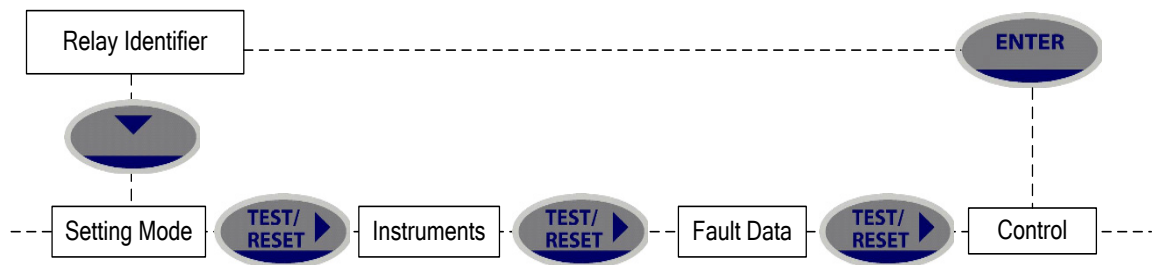 Relay Identifier
ENTER
Setting Mode
TEST/
RESET
Instruments
TEST/
RESET
Fault Data
TEST/
RESET
Control